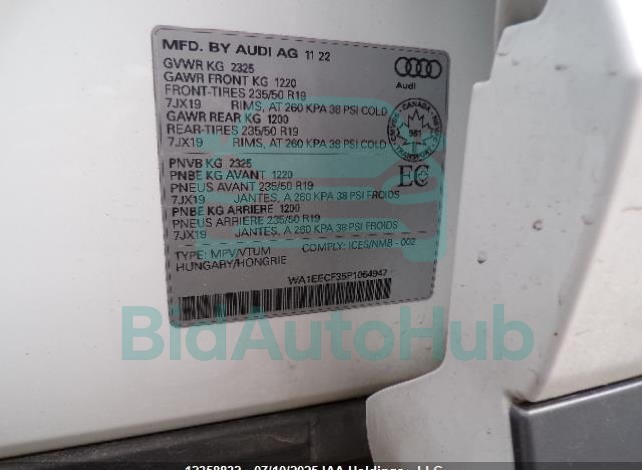 MFD. BY AUDI AG 11 22
GVWR KG 2325
GAWR FRONT KG 1220
FRONT-TIRES 235/50 R19
7JX19 RIMS, AT 260 KPA 38 PSI COLD
GAWR REAR KG 1200
REAR-TIRES 235/50 R19
7JX19 RIMS, AT 260 KPA 38 PSI COLD
Audi
CANADA
TRANSPORT
EC
PNVB KG 2325
PNBE KG AVANT 1220
PNEUS AVANT 235/50 R19
7JX19 JANTES, A 260 KPA 38 PSI FROIDS
PNBE KG ARRIERE 1200
PNEUS ARRIERE 235/50 R19
7JX19 JANTES, A 260 KPA 38 PSI FROIDS
TYPE: MPV/VTUM COMPLY: ICES/NMB - 002
HUNGARY/HONGRIE
WA1EECF35P1064947
BidAutoHub